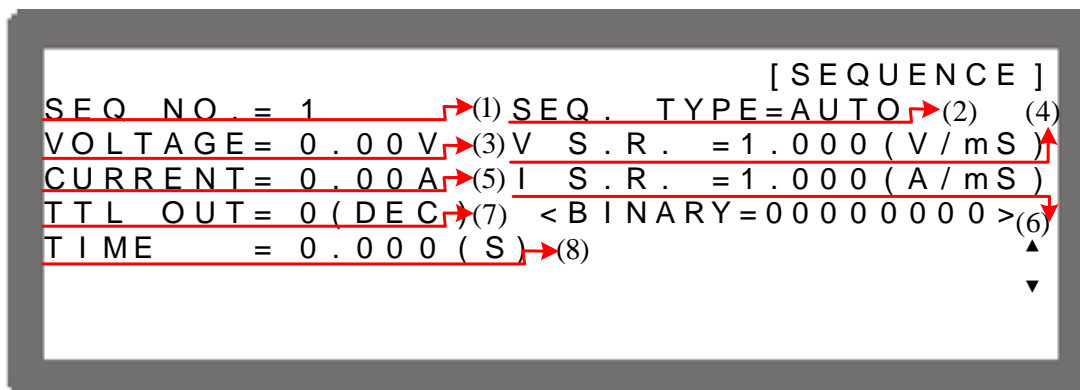 [SEQUENCE]
SEQ NO.= 1 (1) SEQ. TYPE=AUTO (2) (4)
VOLTAGE= 0.00V (3) V S.R. =1.000(V/mS)
CURRENT= 0.00A (5) I S.R. =1.000(A/mS)
TTL OUT= 0(DEC) (7) <BINARY=00000000> (6)
TIME = 0.000(S) (8) ▲
▼